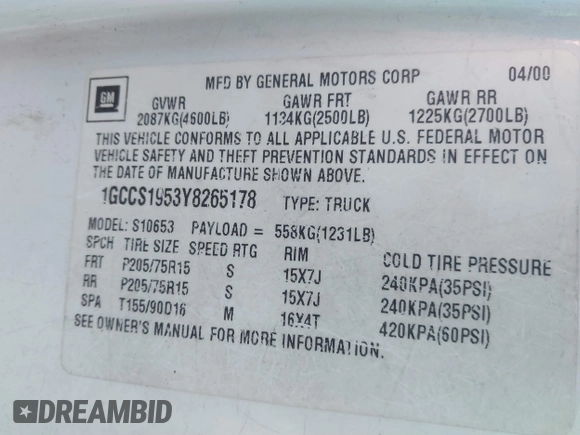 GM
MFD BY GENERAL MOTORS CORP 04/00
GVWR GAWR FRT GAWR RR
2087KG(4600LB) 1134KG(2500LB) 1225KG(2700LB)
THIS VEHICLE CONFORMS TO ALL APPLICABLE U.S. FEDERAL MOTOR
VEHICLE SAFETY AND THEFT PREVENTION STANDARDS IN EFFECT ON
THE DATE OF MANUFACTURE SHOWN ABOVE.
1GCCS1953Y8265178 TYPE: TRUCK
MODEL: S10653 PAYLOAD = 558KG(1231LB)
SPCH TIRE SIZE SPEED RTG RIM COLD TIRE PRESSURE
FRT P205/75R15 S 15X7J 240KPA(35PSI)
RR P205/75R15 S 15X7J 240KPA(35PSI)
SPA T155/90D16 M 16X4T 420KPA(60PSI)
SEE OWNER'S MANUAL FOR MORE INFORMATION.
DREAMBID